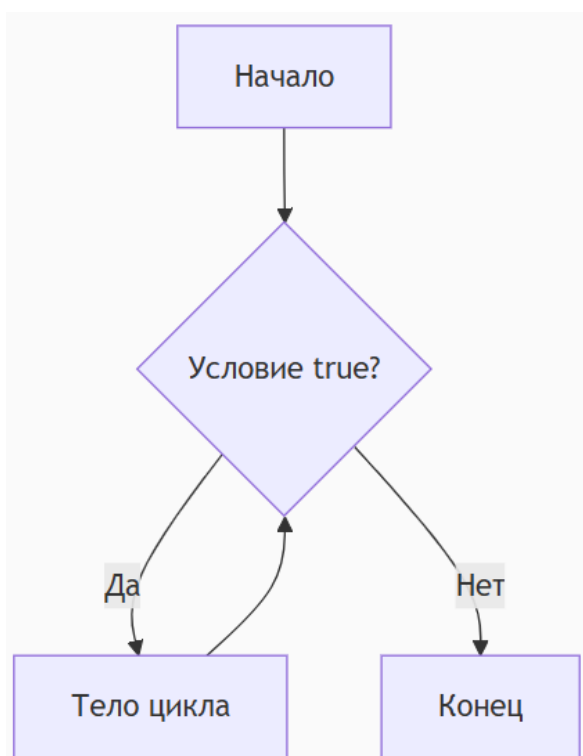 Начало
Условие true?
Да
Нет
Тело цикла
Конец